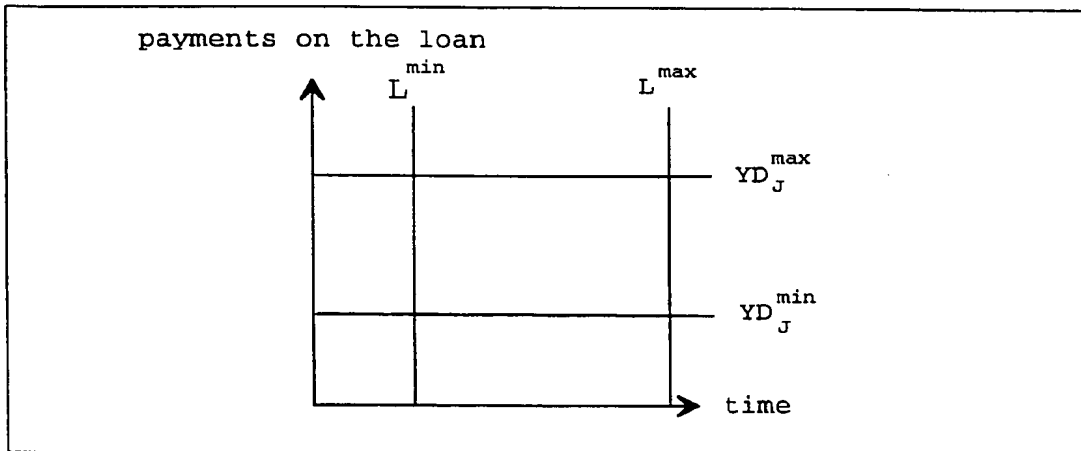 payments on the loan
L^min
L^max
YD_J^max
YD_J^min
time